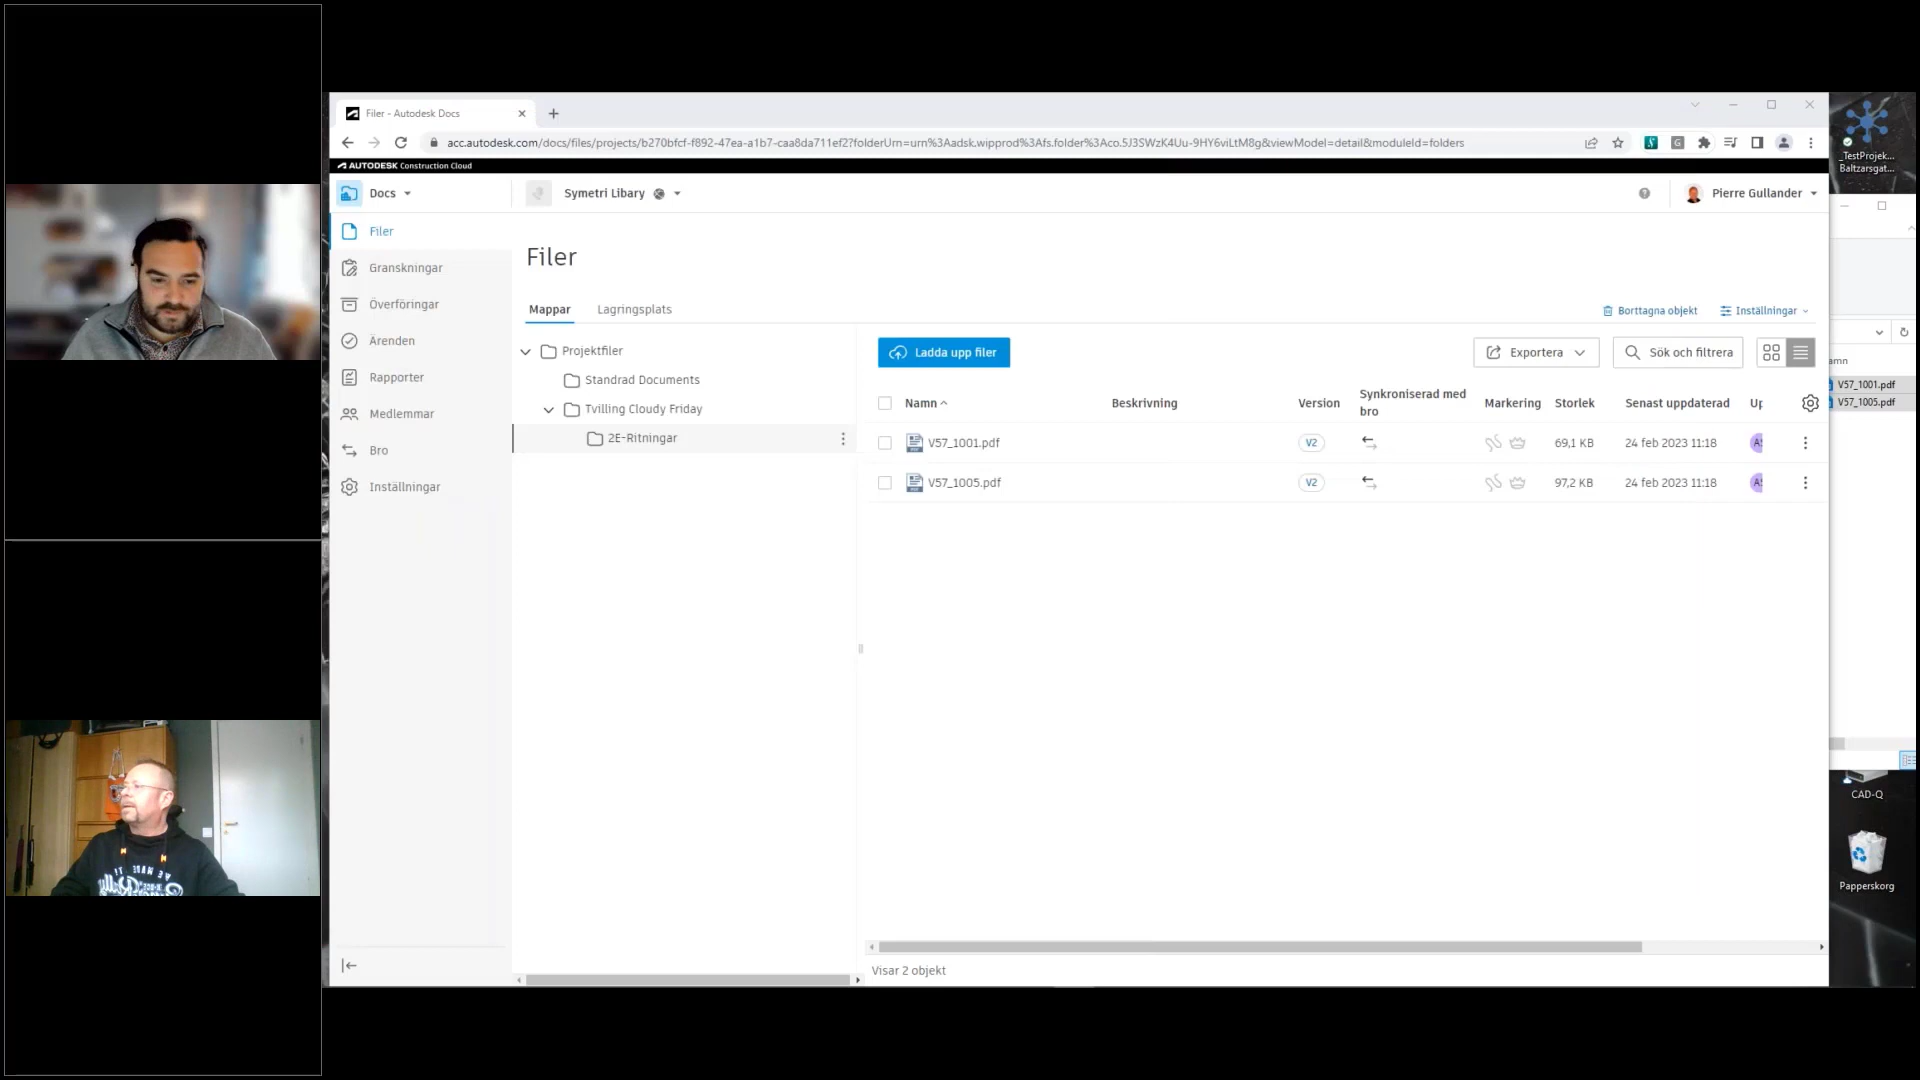 Filer - Autodesk Docs
acc.autodesk.com/docs/files/projects/b270bfcf-f892-47ea-a1b7-caa8da711ef2?folderUrn=urn%3Aadsk.wipprod%3Afs.folder%3Aco.5J3SWzK4Uu-9HY6viLtM8g&viewModel=detail&moduleId=folders
AUTODESK Construction Cloud
Docs
Symetri Libary
Pierre Gullander
Filer
Granskningar
Överföringar
Ärenden
Rapporter
Medlemmar
Bro
Inställningar
Filer
Mappar Lagringsplats
Borttagna objekt Inställningar
Projektfiler
Standrad Documents
Tvilling Cloudy Friday
2E-Ritningar
Ladda upp filer
Exportera
Sök och filtrera
Namn Beskrivning Version Synkroniserad med bro Markering Storlek Senast uppdaterad Up
V57_1001.pdf V2 69,1 KB 24 feb 2023 11:18
V57_1005.pdf V2 97,2 KB 24 feb 2023 11:18
Visar 2 objekt
_TestProjek...
Baltzarsgat...
amn
V57_1001.pdf
V57_1005.pdf
CAD-Q
Papperskorg